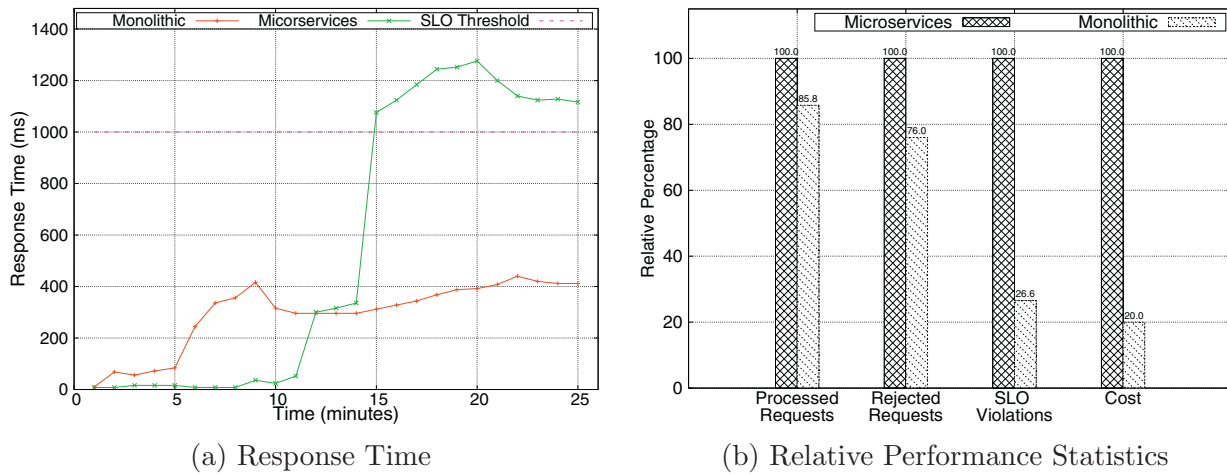 Monolithic
Micorservices
SLO Threshold
1400
1200
1000
800
600
400
200
0
Response Time (ms)
0
5
10
15
20
25
Time (minutes)
(a) Response Time
Microservices
Monolithic
100
80
60
40
20
0
Relative Percentage
100.0
85.8
100.0
76.0
100.0
26.6
100.0
20.0
Processed
Requests
Rejected
Requests
SLO
Violations
Cost
(b) Relative Performance Statistics